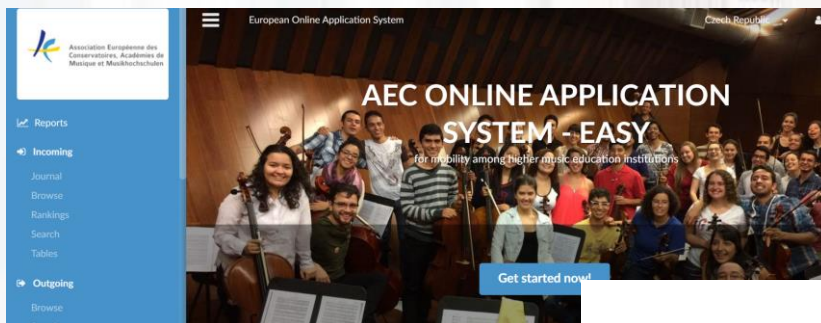 Association Européenne des
Conservatoires, Académies de
Musique et Musikhochschulen
Reports
Incoming
Journal
Browse
Rankings
Search
Tables
Outgoing
Browse
European Online Application System
Czech Republic
AEC ONLINE APPLICATION
SYSTEM - EASY
for mobility among higher music education institutions
Get started now!